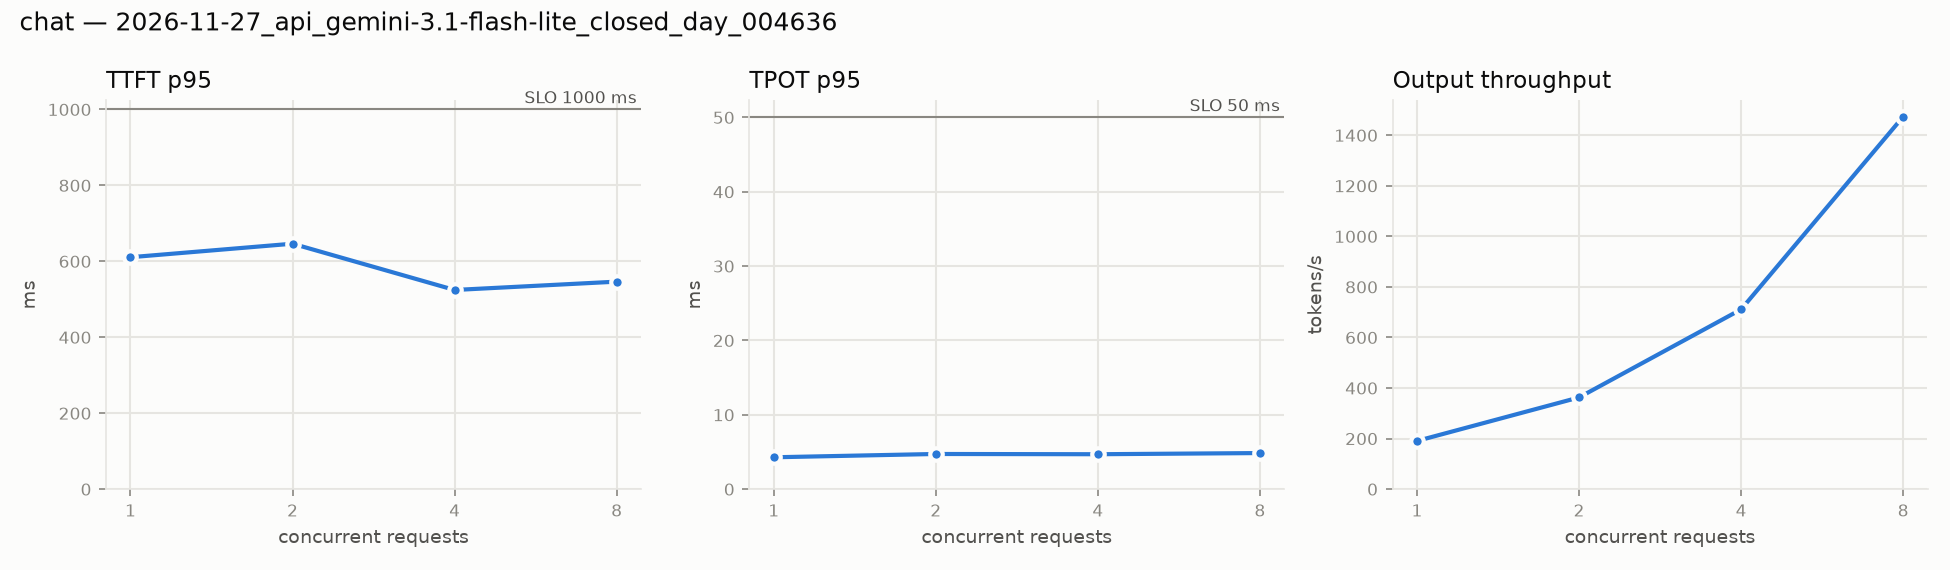 chat — 2026-11-27_api_gemini-3.1-flash-lite_closed_day_004636
TTFT p95
SLO 1000 ms
1000
800
600
400
200
0
ms
1 2 4 8
concurrent requests
TPOT p95
SLO 50 ms
50
40
30
20
10
0
ms
1 2 4 8
concurrent requests
Output throughput
1400
1200
1000
800
600
400
200
0
tokens/s
1 2 4 8
concurrent requests